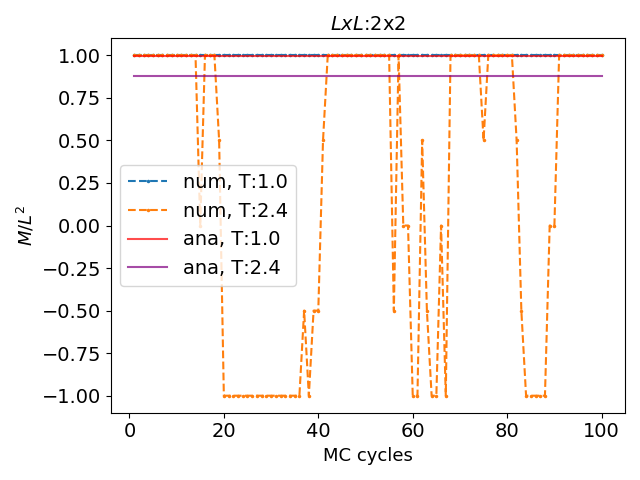 LxL:2x2
1.00
0.75
0.50
0.25
0.00
−0.25
−0.50
−0.75
−1.00
M/L²
num, T:1.0
num, T:2.4
ana, T:1.0
ana, T:2.4
0 20 40 60 80 100
MC cycles